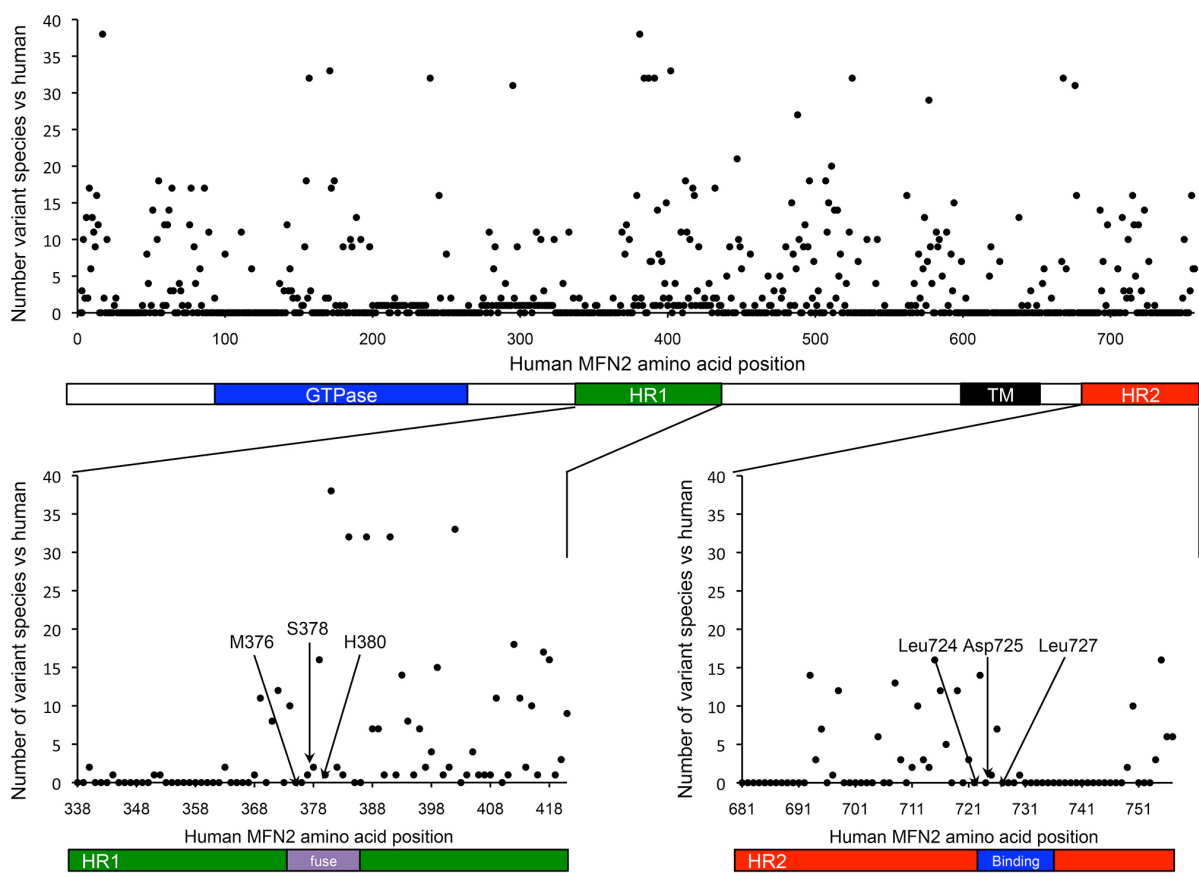 Number variant species vs human
40
35
30
25
20
15
10
5
0
0 100 200 300 400 500 600 700
Human MFN2 amino acid position
GTPase HR1 TM HR2
Number of variant species vs human
40
35
30
25
20
15
10
5
0
M376 S378 H380
338 348 358 368 378 388 398 408 418
Human MFN2 amino acid position
HR1 fuse
Number of variant species vs human
40
35
30
25
20
15
10
5
0
Leu724 Asp725 Leu727
681 691 701 711 721 731 741 751
Human MFN2 amino acid position
HR2 Binding